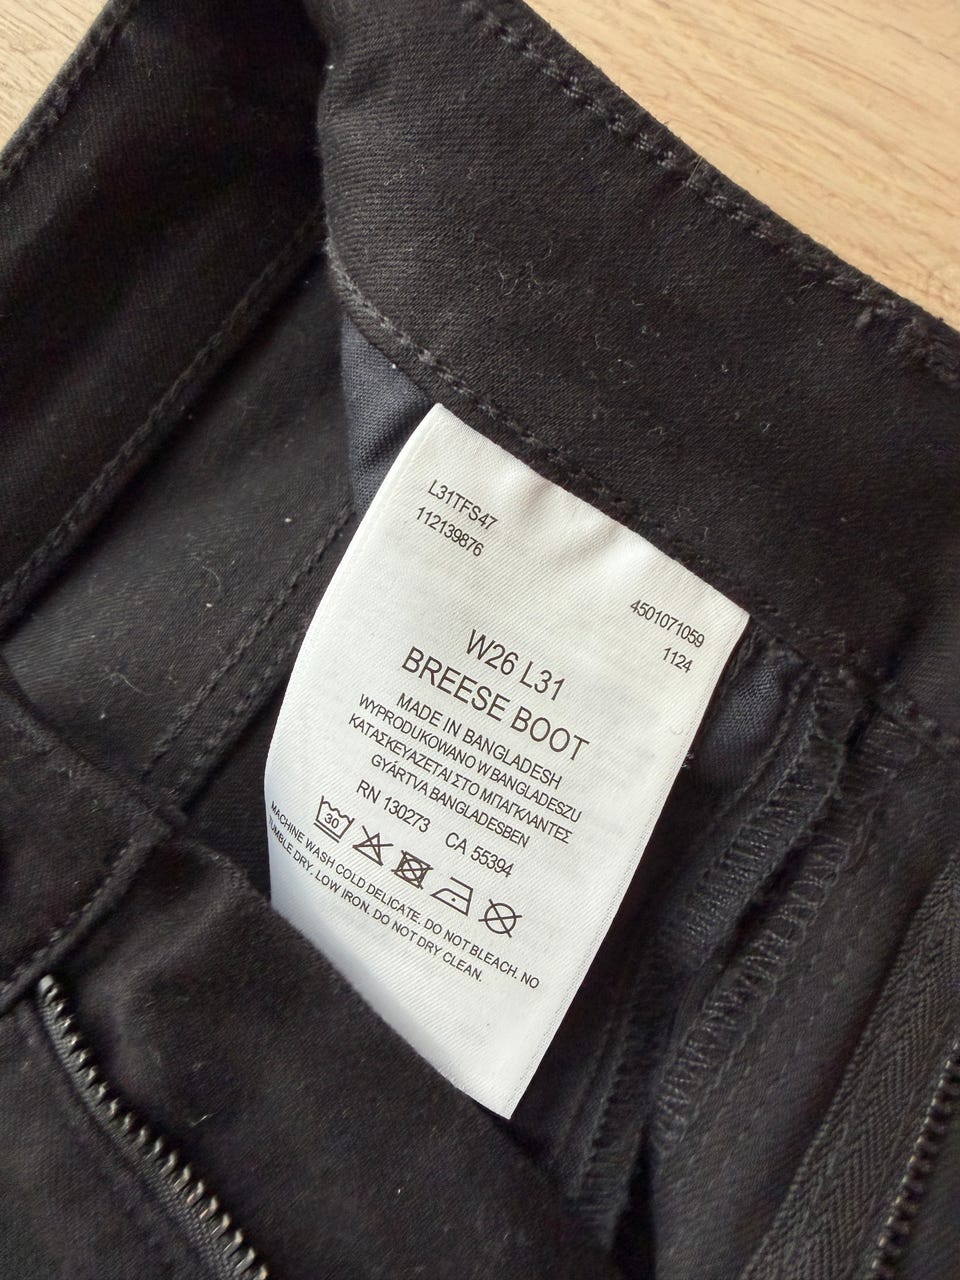 L31TFS47
112139876
4501071059
1124
W26 L31
BREESE BOOT
MADE IN BANGLADESH
WYPRODUKOWANO W BANGLADESZU
ΚΑΤΑΣΚΕΥΑΖΕΤΑΙ ΣΤΟ ΜΠΑΓΚΛΑΝΤΕΣ
GYÁRTVA BANGLADESBEN
RN 130273 CA 55394
30
MACHINE WASH COLD DELICATE. DO NOT BLEACH. NO
TUMBLE DRY. LOW IRON. DO NOT DRY CLEAN.